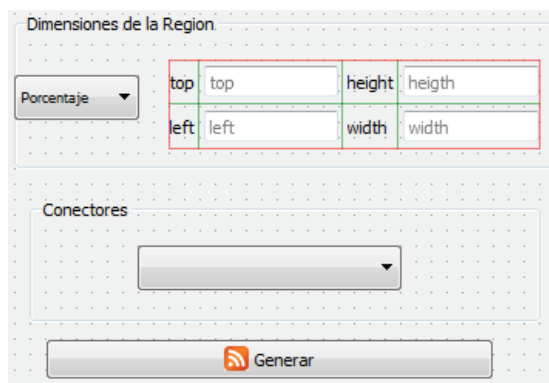 Dimensiones de la Region
top top height heigth
Porcentaje
left left width width
Conectores
Generar